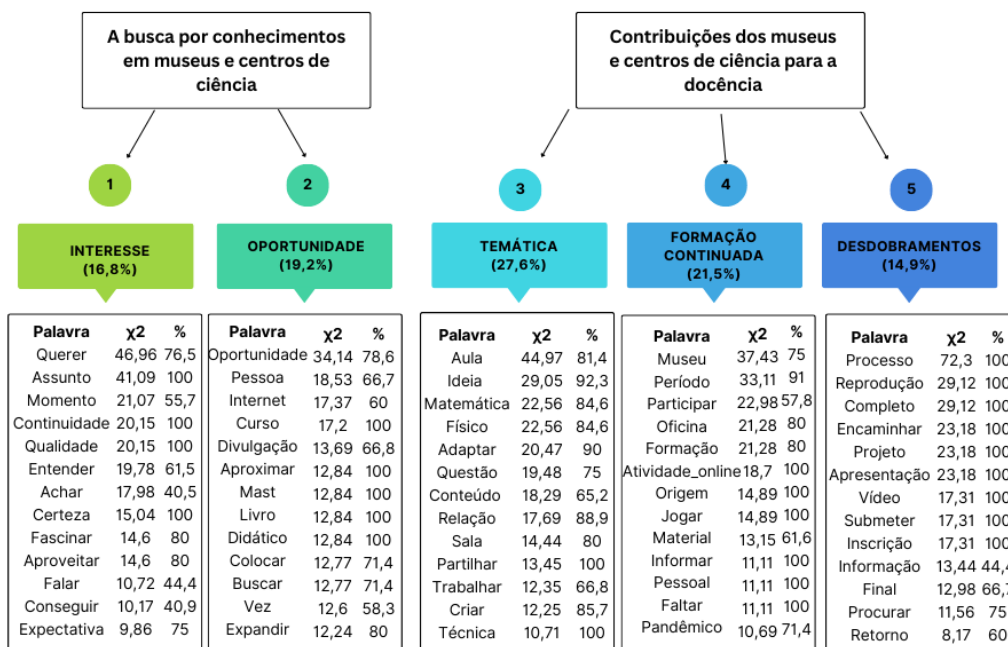 A busca por conhecimentos
em museus e centros de
ciência
Contribuições dos museus
e centros de ciência para a
docência
1
2
3
4
5
INTERESSE
(16,8%)
OPORTUNIDADE
(19,2%)
TEMÁTICA
(27,6%)
FORMAÇÃO
CONTINUADA
(21,5%)
DESDOBRAMENTOS
(14,9%)
Palavra χ2 %
Querer 46,96 76,5
Assunto 41,09 100
Momento 21,07 55,7
Continuidade 20,15 100
Qualidade 20,15 100
Entender 19,78 61,5
Achar 17,98 40,5
Certeza 15,04 100
Fascinar 14,6 80
Aproveitar 14,6 80
Falar 10,72 44,4
Conseguir 10,17 40,9
Expectativa 9,86 75
Palavra χ2 %
Oportunidade 34,14 78,6
Pessoa 18,53 66,7
Internet 17,37 60
Curso 17,2 100
Divulgação 13,69 66,8
Aproximar 12,84 100
Mast 12,84 100
Livro 12,84 100
Didático 12,84 100
Colocar 12,77 71,4
Buscar 12,77 71,4
Vez 12,6 58,3
Expandir 12,24 80
Palavra χ2 %
Aula 44,97 81,4
Ideia 29,05 92,3
Matemática 22,56 84,6
Físico 22,56 84,6
Adaptar 20,47 90
Questão 19,48 75
Conteúdo 18,29 65,2
Relação 17,69 88,9
Sala 14,44 80
Partilhar 13,45 100
Trabalhar 12,35 66,8
Criar 12,25 85,7
Técnica 10,71 100
Palavra χ2 %
Museu 37,43 75
Período 33,11 91
Participar 22,98 57,8
Oficina 21,28 80
Formação 21,28 80
Atividade_online 18,7 100
Origem 14,89 100
Jogar 14,89 100
Material 13,15 61,6
Informar 11,11 100
Pessoal 11,11 100
Faltar 11,11 100
Pandêmico 10,69 71,4
Palavra χ2 %
Processo 72,3 100
Reprodução 29,12 100
Completo 29,12 100
Encaminhar 23,18 100
Projeto 23,18 100
Apresentação 23,18 100
Vídeo 17,31 100
Submeter 17,31 100
Inscrição 17,31 100
Informação 13,44 44,4
Final 12,98 66,7
Procurar 11,56 75
Retorno 8,17 60